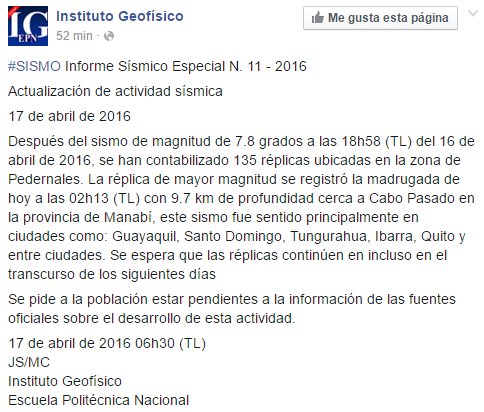 IG
EPN
Instituto Geofísico
52 min ·
Me gusta esta página
#SISMO Informe Sísmico Especial N. 11 - 2016
Actualización de actividad sísmica
17 de abril de 2016
Después del sismo de magnitud de 7.8 grados a las 18h58 (TL) del 16 de
abril de 2016, se han contabilizado 135 réplicas ubicadas en la zona de
Pedernales. La réplica de mayor magnitud se registró la madrugada de
hoy a las 02h13 (TL) con 9.7 km de profundidad cerca a Cabo Pasado en
la provincia de Manabí, este sismo fue sentido principalmente en
ciudades como: Guayaquil, Santo Domingo, Tungurahua, Ibarra, Quito y
entre ciudades. Se espera que las réplicas continúen en incluso en el
transcurso de los siguientes días
Se pide a la población estar pendientes a la información de las fuentes
oficiales sobre el desarrollo de esta actividad.
17 de abril de 2016 06h30 (TL)
JS/MC
Instituto Geofísico
Escuela Politécnica Nacional